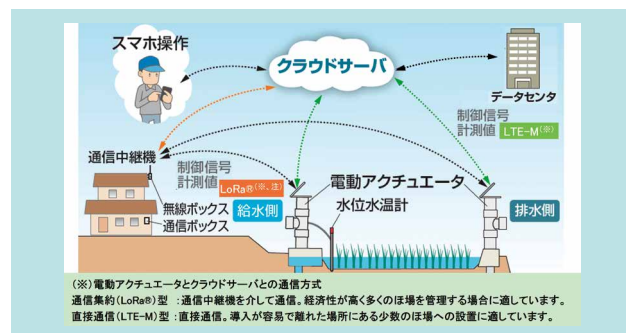 スマホ操作
クラウドサーバ
データセンタ
制御信号
計測値 LTE-M(※)
通信中継機
制御信号
計測値 LoRa®(※、注)
電動アクチュエータ
無線ボックス
通信ボックス
給水側
水位水温計
排水側
(※)電動アクチュエータとクラウドサーバとの通信方式
通信集約(LoRa®)型 :通信中継機を介して通信。経済性が高く多くのほ場を管理する場合に適しています。
直接通信(LTE-M)型 :直接通信。導入が容易で離れた場所にある少数のほ場への設置に適しています。